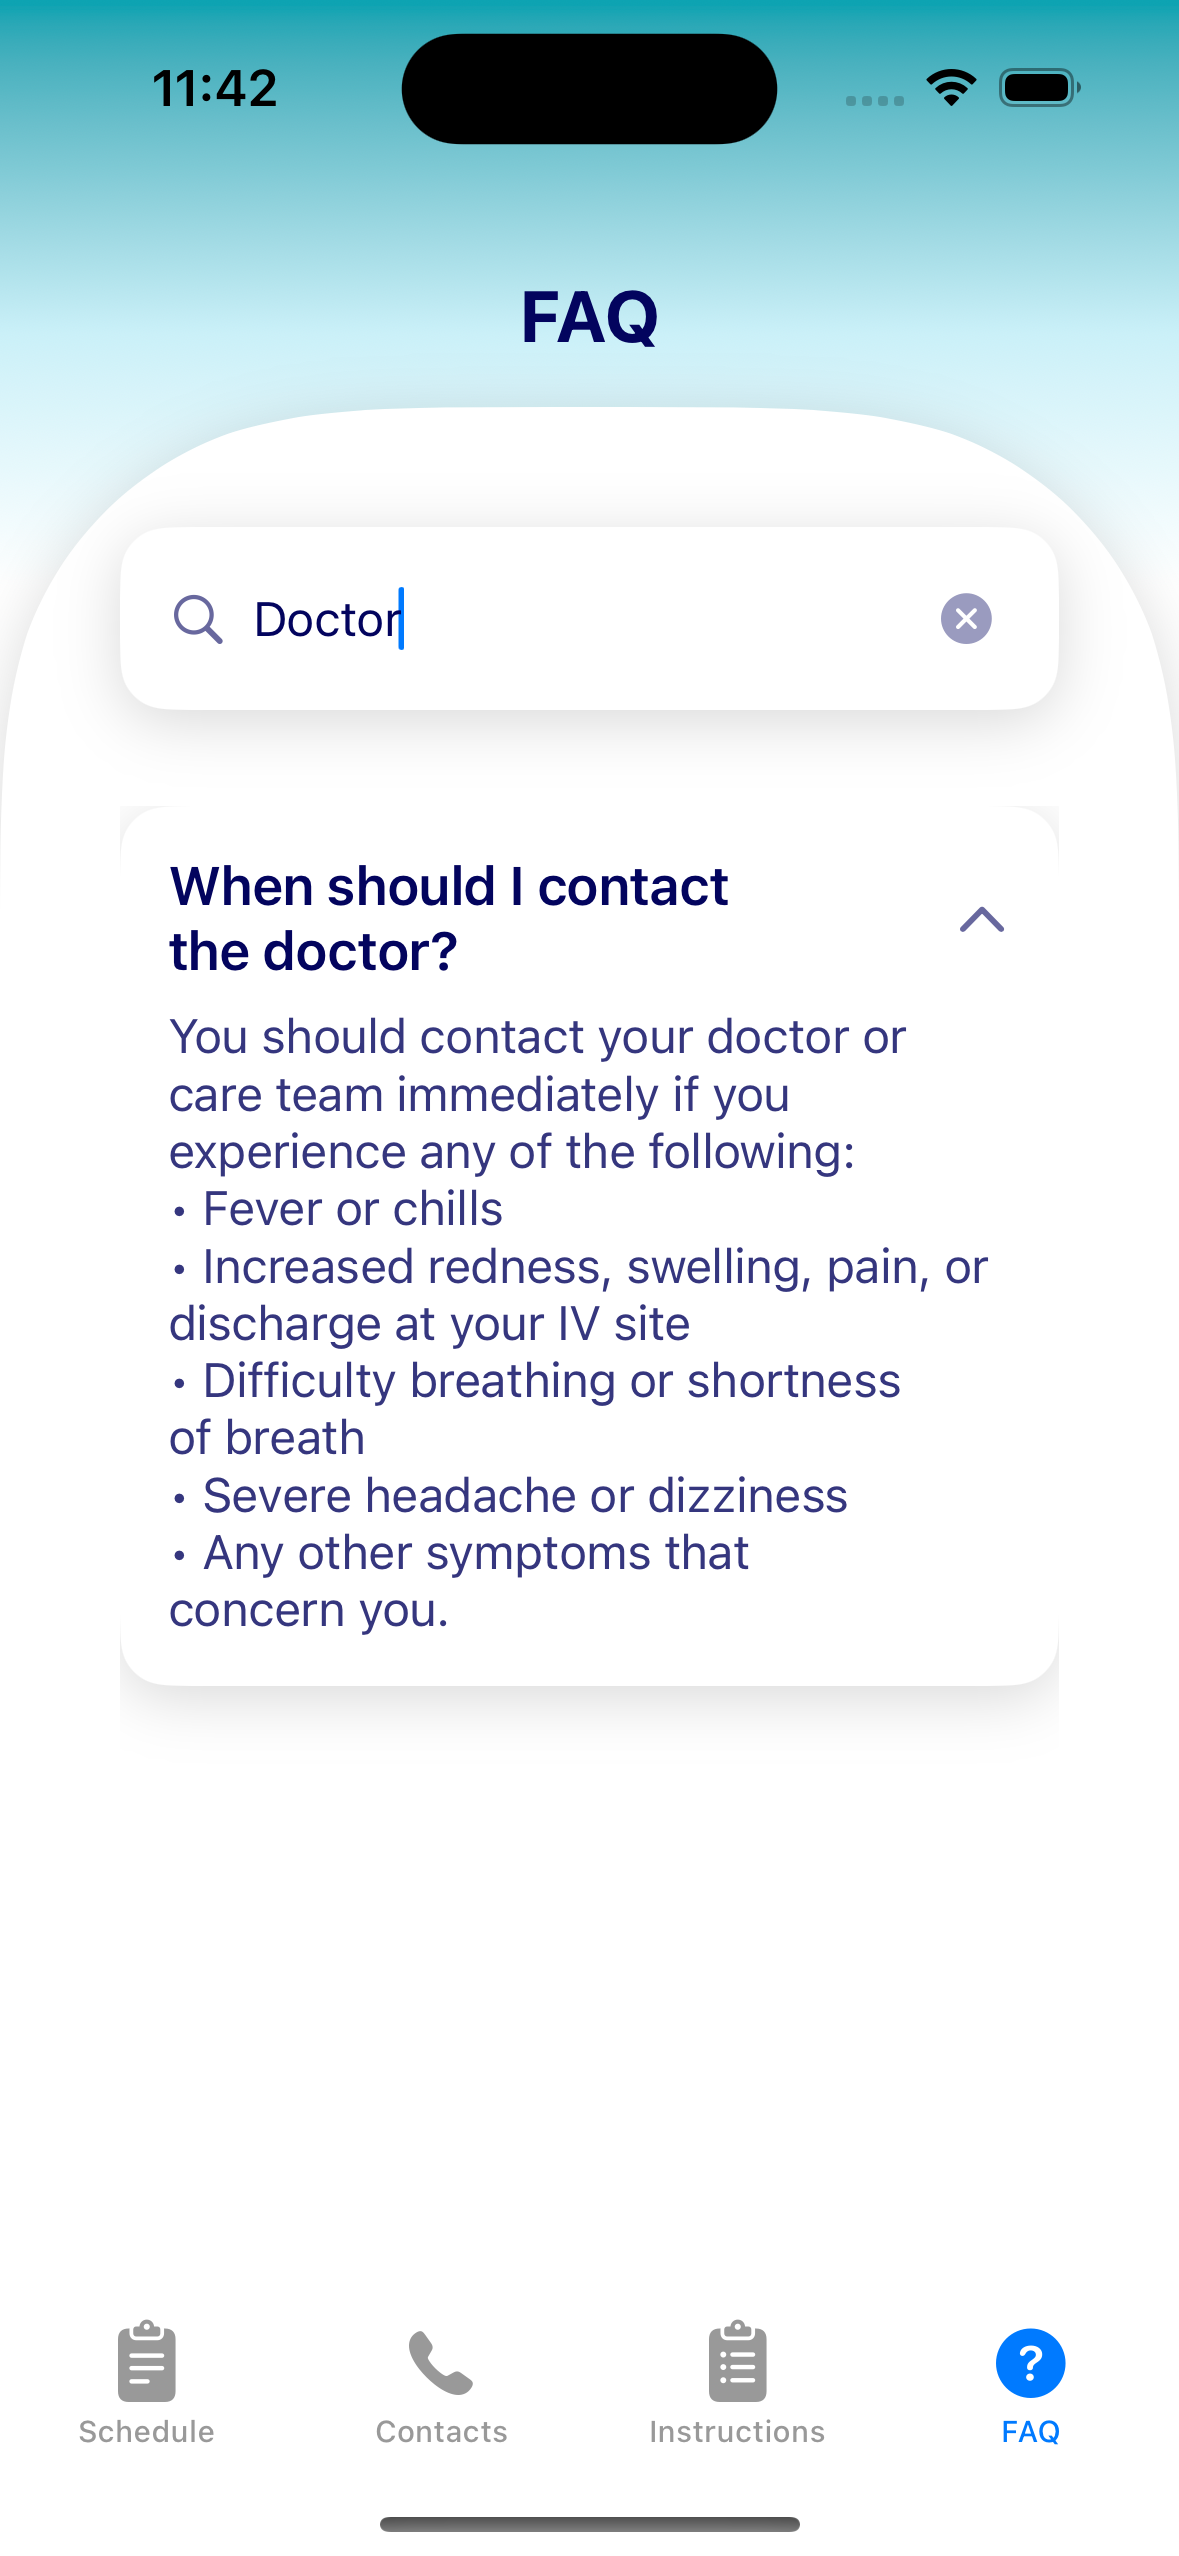 11:42
FAQ
Doctor
When should I contact
the doctor?
You should contact your doctor or
care team immediately if you
experience any of the following:
• Fever or chills
• Increased redness, swelling, pain, or
discharge at your IV site
• Difficulty breathing or shortness
of breath
• Severe headache or dizziness
• Any other symptoms that
concern you.
Schedule
Contacts
Instructions
FAQ